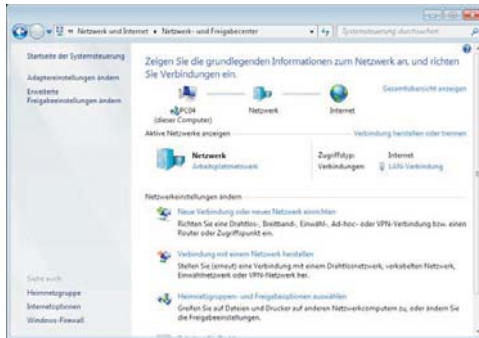 Netzwerk und Internet ▸ Netzwerk- und Freigabecenter
Systemsteuerung durchsuchen
Startseite der Systemsteuerung
Adaptereinstellungen ändern
Erweiterte
Freigabeeinstellungen ändern
Zeigen Sie die grundlegenden Informationen zum Netzwerk an, und richten
Sie Verbindungen ein.
Gesamtübersicht anzeigen
PC04
(dieser Computer)
Netzwerk
Internet
Aktive Netzwerke anzeigen
Verbindung herstellen oder trennen
Netzwerk
Arbeitsplatznetzwerk
Zugriffstyp: Internet
Verbindungen: LAN-Verbindung
Netzwerkeinstellungen ändern
Neue Verbindung oder neues Netzwerk einrichten
Richten Sie eine Drahtlos-, Breitband-, Einwähl-, Ad-hoc- oder VPN-Verbindung bzw. einen
Router oder Zugriffspunkt ein.
Verbindung mit einem Netzwerk herstellen
Stellen Sie (erneut) eine Verbindung mit einem Drahtlosnetzwerk, verkabelten Netzwerk,
Einwählnetzwerk oder VPN-Netzwerk her.
Heimnetzgruppen- und Freigabeoptionen auswählen
Greifen Sie auf Dateien und Drucker auf anderen Netzwerkcomputern zu, oder ändern Sie
die Freigabeeinstellungen.
Siehe auch
Heimnetzgruppe
Internetoptionen
Windows-Firewall